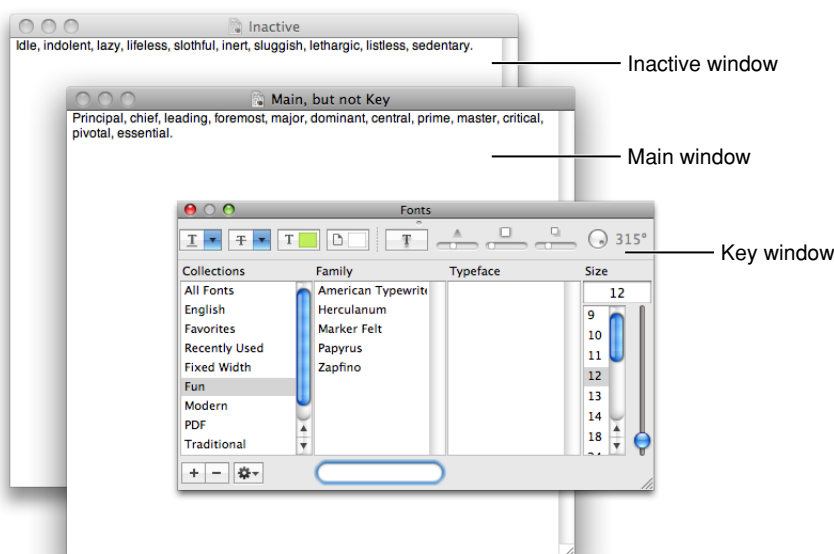 Inactive
Idle, indolent, lazy, lifeless, slothful, inert, sluggish, lethargic, listless, sedentary.
Inactive window
Main, but not Key
Principal, chief, leading, foremost, major, dominant, central, prime, master, critical,
pivotal, essential.
Main window
Fonts
T T T T 315°
Key window
Collections Family Typeface Size
All Fonts American Typewrite 12
English Herculanum 9
Favorites Marker Felt 10
Recently Used Papyrus 11
Fixed Width Zapfino 12
Fun 13
Modern 14
PDF 18
Traditional